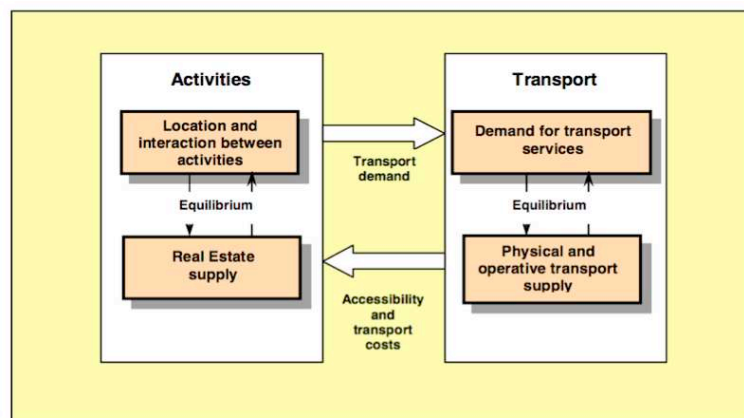 Activities
Location and
interaction between
activities
Equilibrium
Real Estate
supply
Transport
demand
Accessibility
and
transport
costs
Transport
Demand for transport
services
Equilibrium
Physical and
operative transport
supply